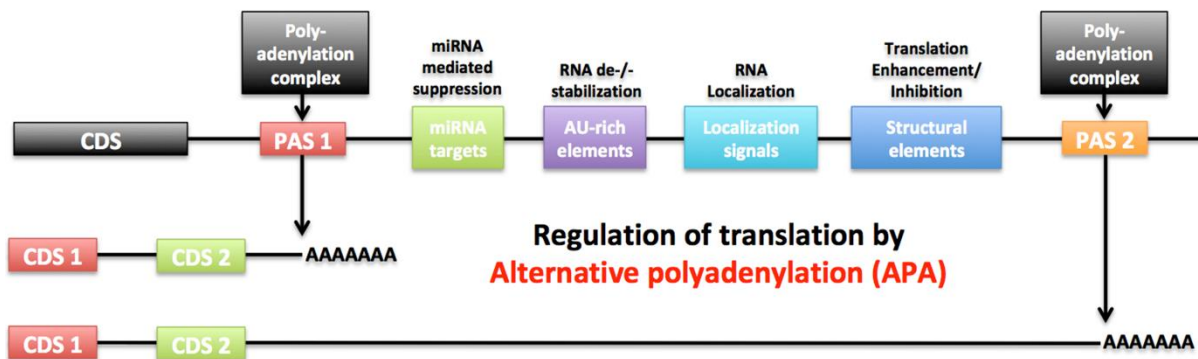 Poly-
adenylation
complex
miRNA
mediated
suppression
RNA de-/-
stabilization
RNA
Localization
Translation
Enhancement/
Inhibition
Poly-
adenylation
complex
CDS
PAS 1
miRNA
targets
AU-rich
elements
Localization
signals
Structural
elements
PAS 2
CDS 1
CDS 2
AAAAAAA
Regulation of translation by
Alternative polyadenylation (APA)
CDS 1
CDS 2
AAAAAAA